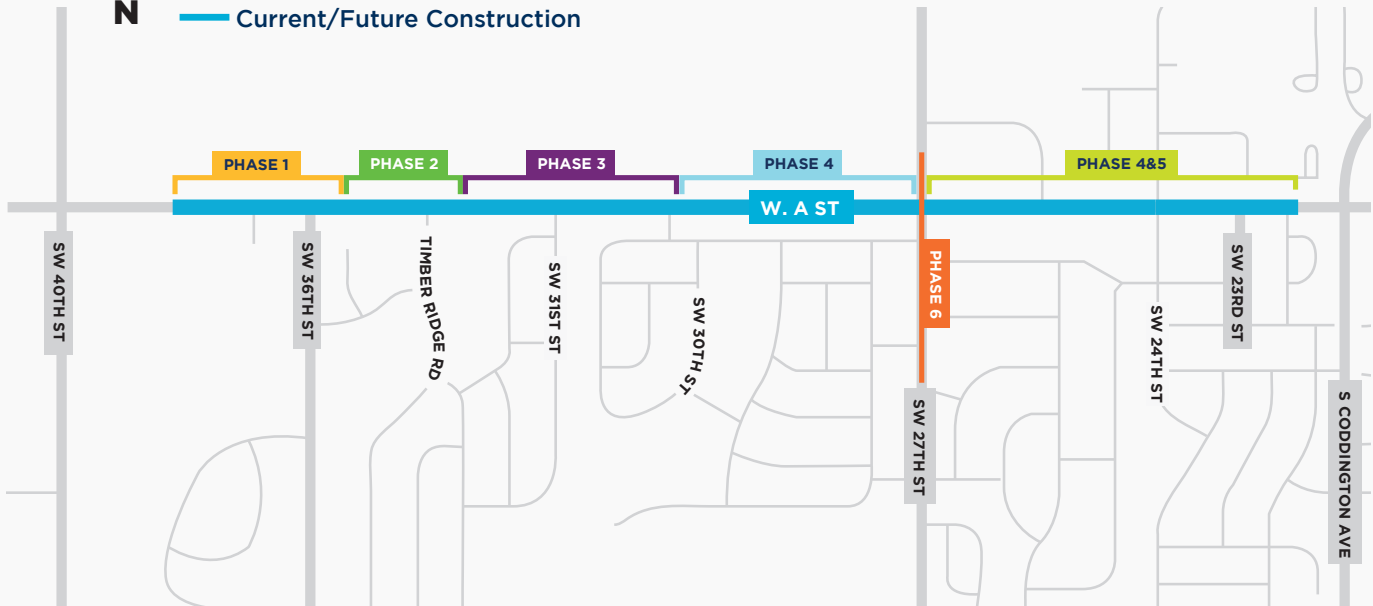 N
Current/Future Construction
PHASE 1
PHASE 2
PHASE 3
PHASE 4
PHASE 4&5
W. A ST
PHASE 6
SW 40TH ST
SW 36TH ST
TIMBER RIDGE RD
SW 31ST ST
SW 30TH ST
SW 27TH ST
SW 24TH ST
SW 23RD ST
S CODDINGTON AVE